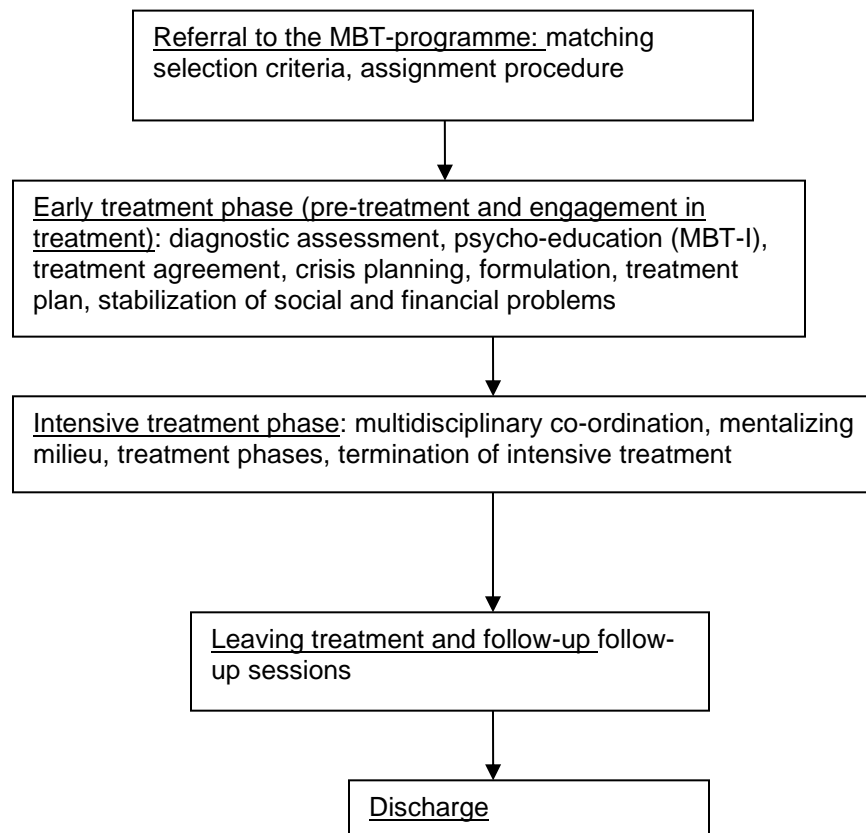 Referral to the MBT-programme: matching
selection criteria, assignment procedure
Early treatment phase (pre-treatment and engagement in
treatment): diagnostic assessment, psycho-education (MBT-I),
treatment agreement, crisis planning, formulation, treatment
plan, stabilization of social and financial problems
Intensive treatment phase: multidisciplinary co-ordination, mentalizing
milieu, treatment phases, termination of intensive treatment
Leaving treatment and follow-up follow-
up sessions
Discharge